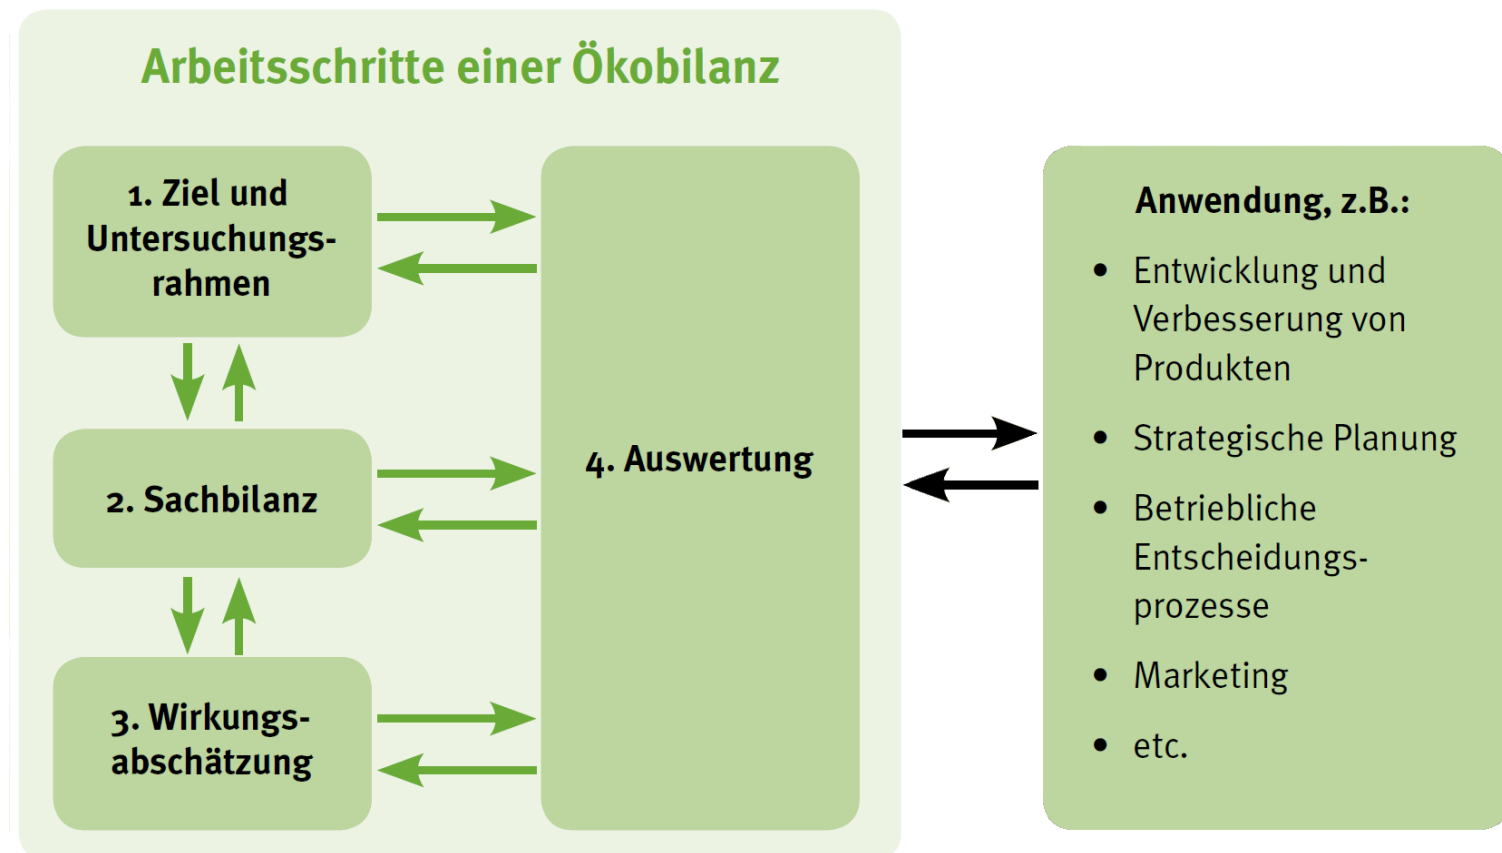 Arbeitsschritte einer Ökobilanz
1. Ziel und
Untersuchungs-
rahmen
2. Sachbilanz
3. Wirkungs-
abschätzung
4. Auswertung
Anwendung, z.B.:
• Entwicklung und
Verbesserung von
Produkten
• Strategische Planung
• Betriebliche
Entscheidungs-
prozesse
• Marketing
• etc.